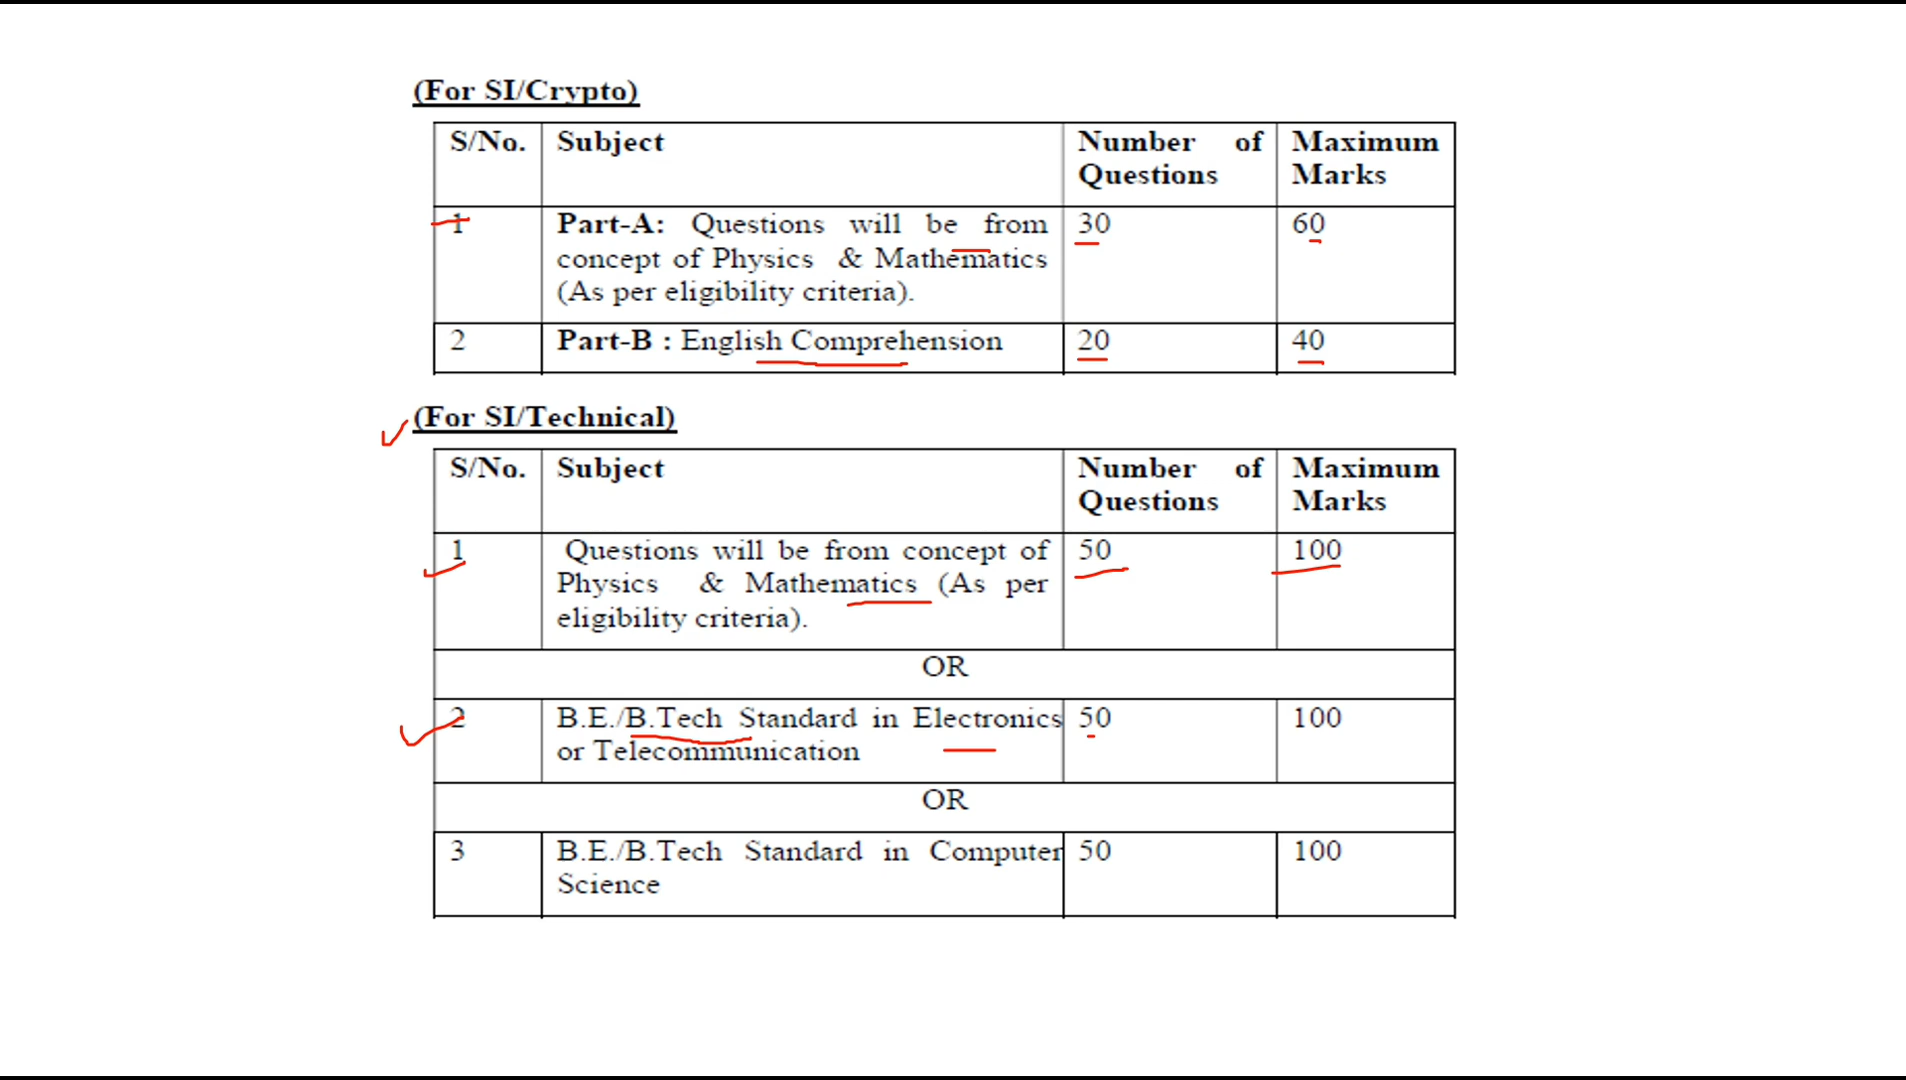 (For SI/Crypto)
S/No. Subject Number of Maximum
Questions Marks
1 Part-A: Questions will be from 30 60
concept of Physics & Mathematics
(As per eligibility criteria).
2 Part-B : English Comprehension 20 40
(For SI/Technical)
S/No. Subject Number of Maximum
Questions Marks
1 Questions will be from concept of 50 100
Physics & Mathematics (As per
eligibility criteria).
OR
2 B.E./B.Tech Standard in Electronics 50 100
or Telecommunication
OR
3 B.E./B.Tech Standard in Computer 50 100
Science